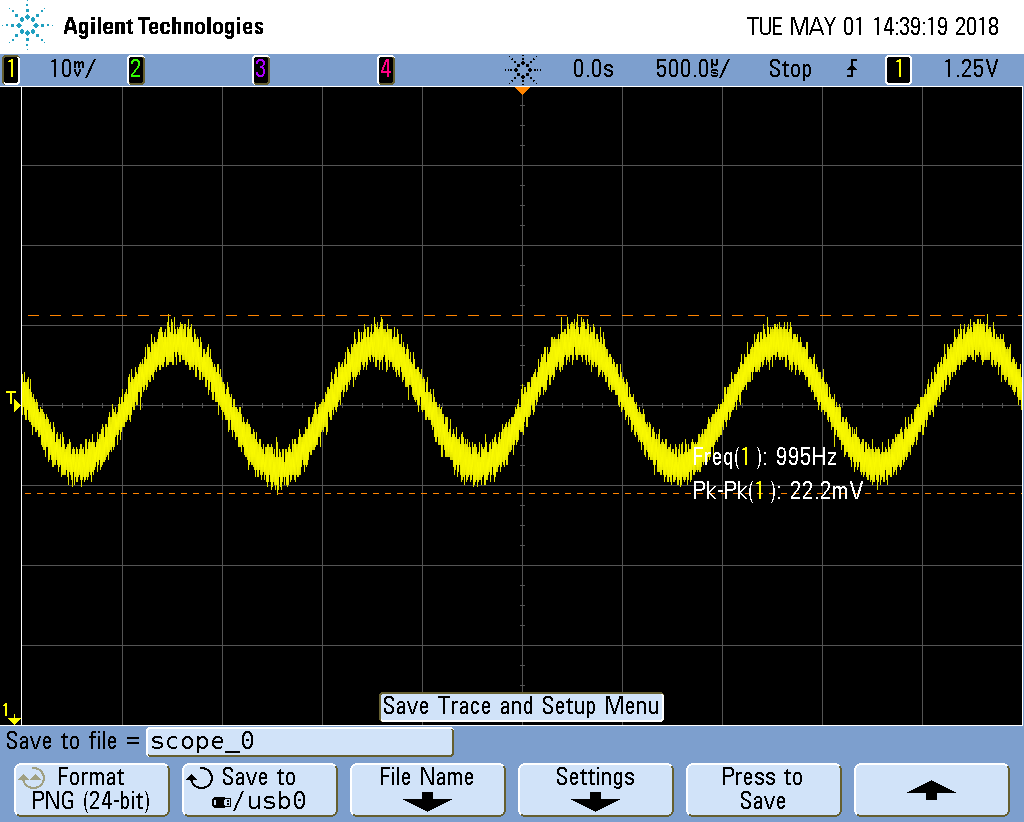 Agilent Technologies TUE MAY 01 14:39:19 2018
1 10mV/ 2 3 4 0.0s 500.0µs/ Stop 1 1.25V
T
Freq(1): 995Hz
Pk-Pk(1): 22.2mV
1
Save Trace and Setup Menu
Save to file = scope_0
Format
PNG (24-bit)
Save to
/usb0
File Name
Settings
Press to
Save